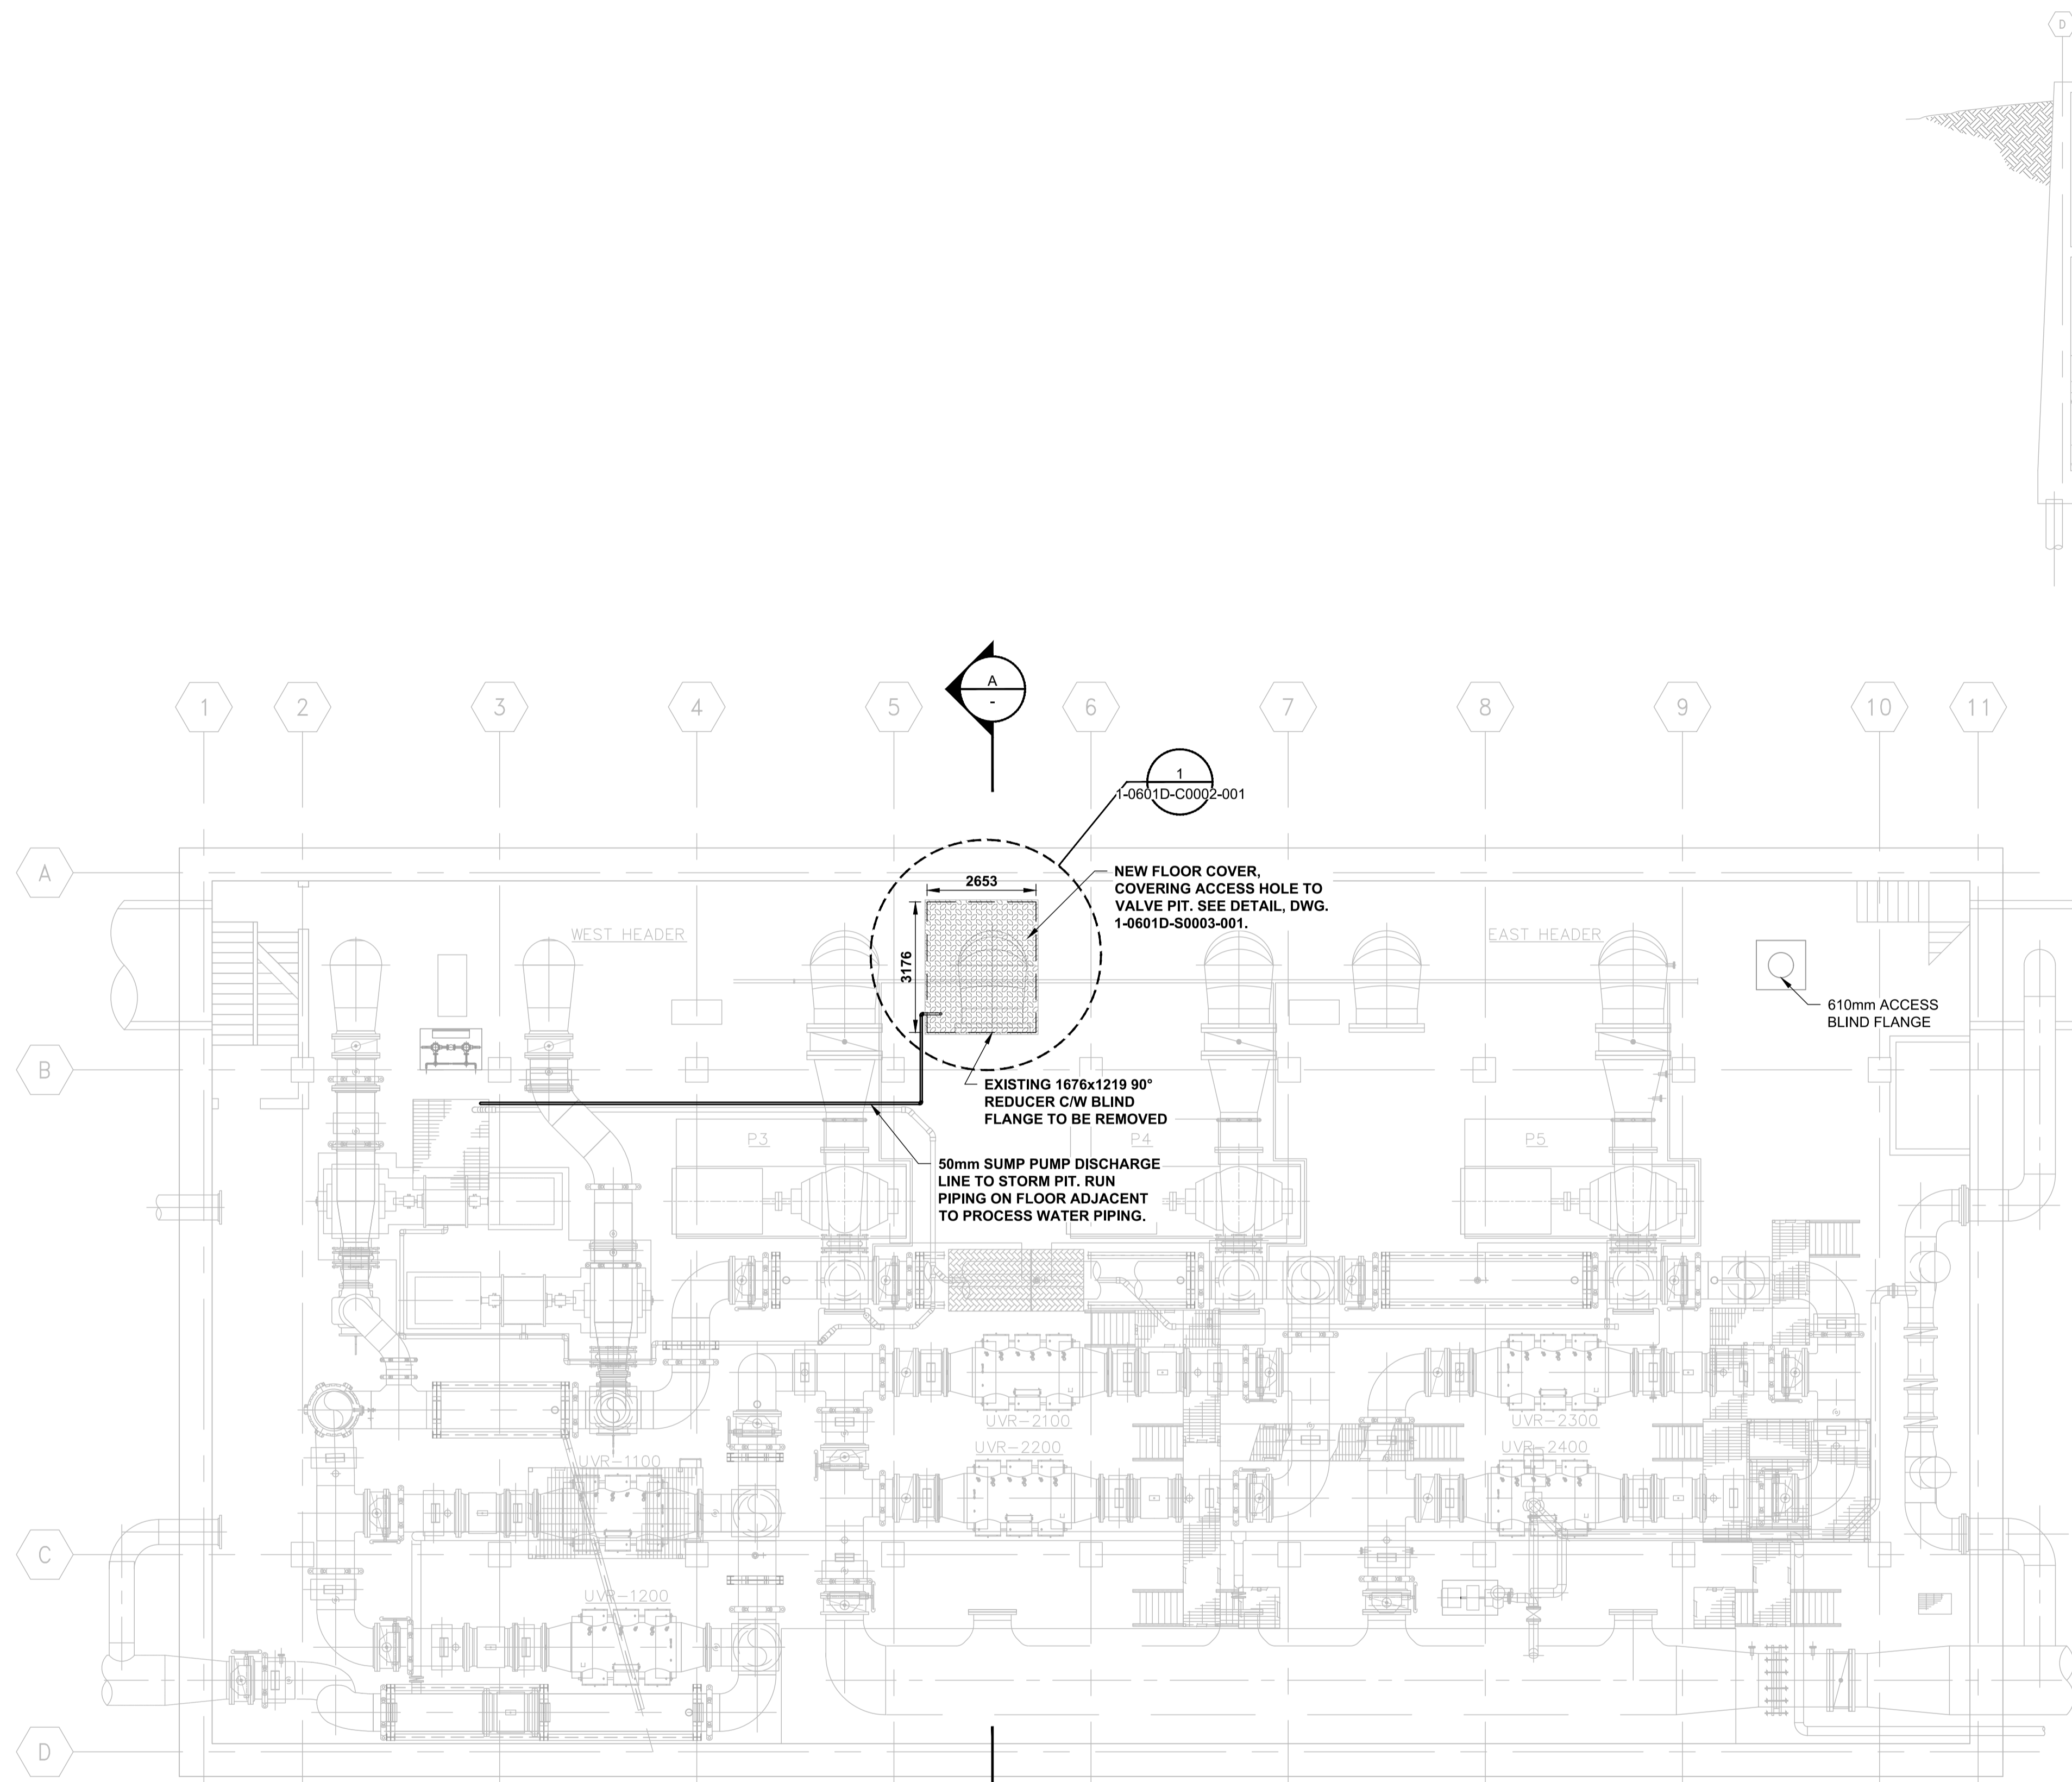 D
A
-
1
2
3
4
5
6
7
8
9
10
11
1
1-0601D-C0002-001
A
NEW FLOOR COVER,
COVERING ACCESS HOLE TO
VALVE PIT. SEE DETAIL, DWG.
1-0601D-S0003-001.
2653
3176
WEST HEADER
EAST HEADER
610mm ACCESS
BLIND FLANGE
B
EXISTING 1676x1219 90°
REDUCER C/W BLIND
FLANGE TO BE REMOVED
P3
P4
P5
50mm SUMP PUMP DISCHARGE
LINE TO STORM PIT. RUN
PIPING ON FLOOR ADJACENT
TO PROCESS WATER PIPING.
UVR-2100
UVR-2300
UVR-2200
UVR-2400
UVR-1100
C
UVR-1200
D